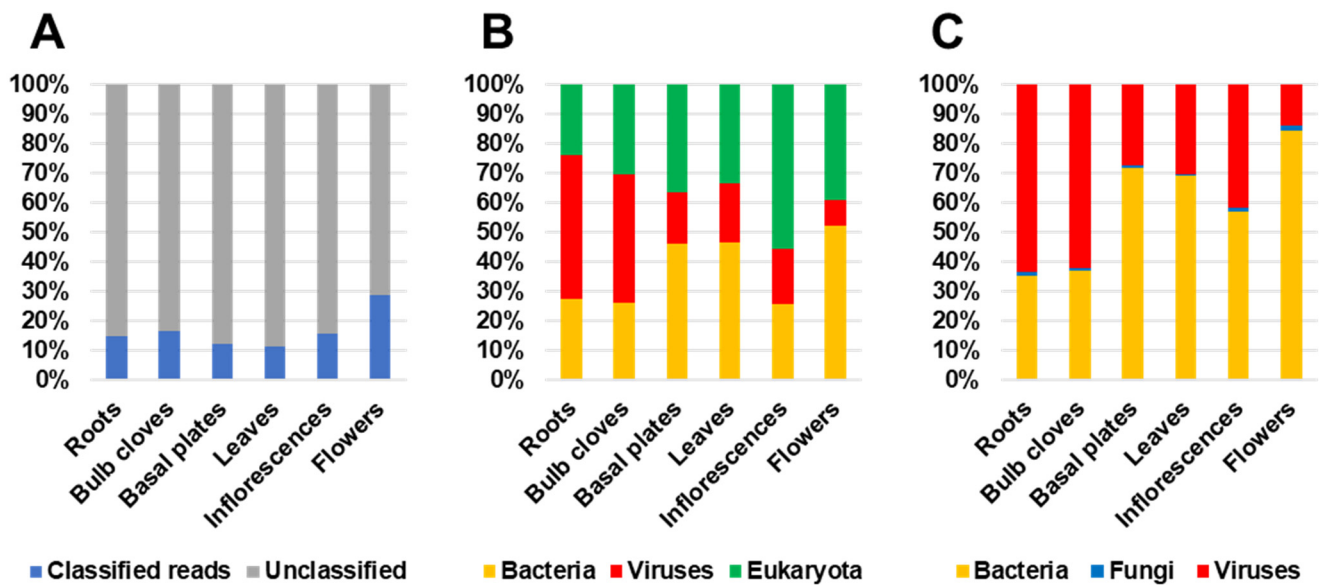 A
100%
90%
80%
70%
60%
50%
40%
30%
20%
10%
0%
Roots
Bulb cloves
Basal plates
Leaves
Inflorescences
Flowers
Classified reads Unclassified
B
100%
90%
80%
70%
60%
50%
40%
30%
20%
10%
0%
Roots
Bulb cloves
Basal plates
Leaves
Inflorescences
Flowers
Bacteria Viruses Eukaryota
C
100%
90%
80%
70%
60%
50%
40%
30%
20%
10%
0%
Roots
Bulb cloves
Basal plates
Leaves
Inflorescences
Flowers
Bacteria Fungi Viruses